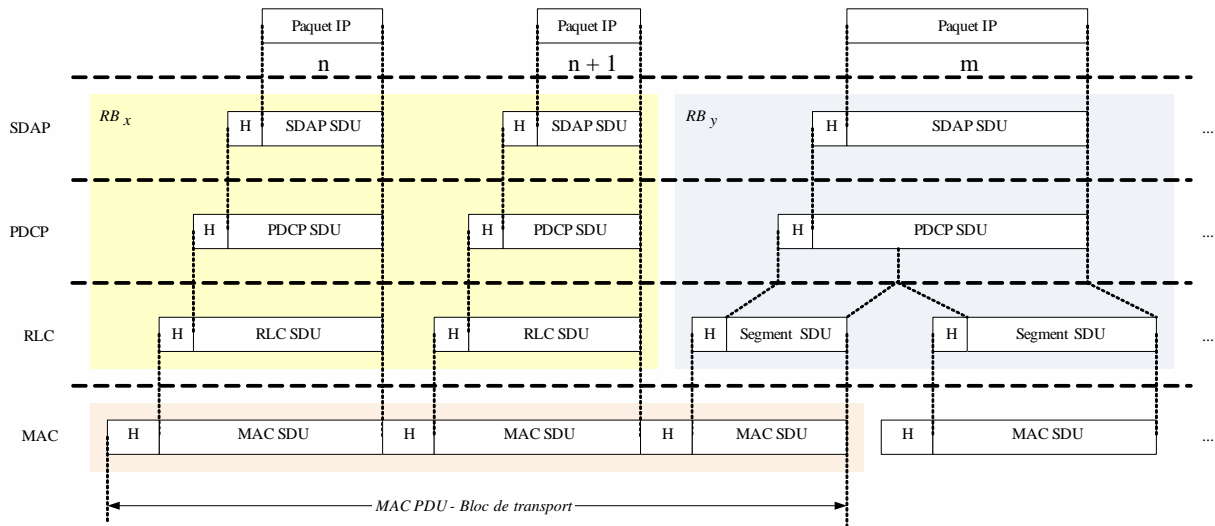 Paquet IP Paquet IP Paquet IP
n n + 1 m
RB x RB y
SDAP H SDAP SDU H SDAP SDU H SDAP SDU ...
PDCP H PDCP SDU H PDCP SDU H PDCP SDU ...
RLC H RLC SDU H RLC SDU H Segment SDU H Segment SDU ...
MAC H MAC SDU H MAC SDU H MAC SDU H MAC SDU ...
MAC PDU - Bloc de transport